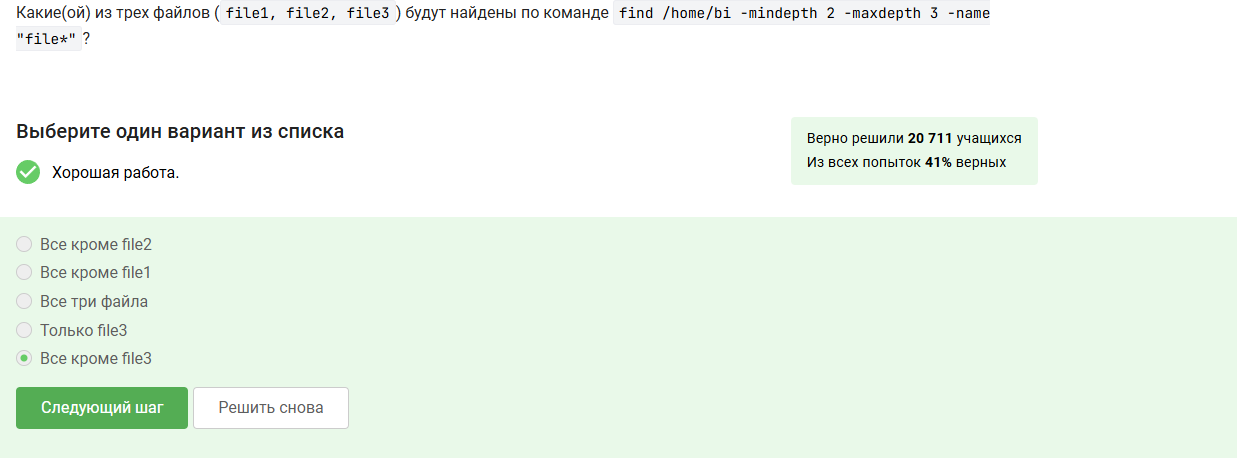 Какие(ой) из трех файлов ( file1, file2, file3 ) будут найдены по команде find /home/bi -mindepth 2 -maxdepth 3 -name
"file*" ?
Выберите один вариант из списка
Хорошая работа.
Верно решили 20 711 учащихся
Из всех попыток 41% верных
Все кроме file2
Все кроме file1
Все три файла
Только file3
Все кроме file3
Следующий шаг
Решить снова